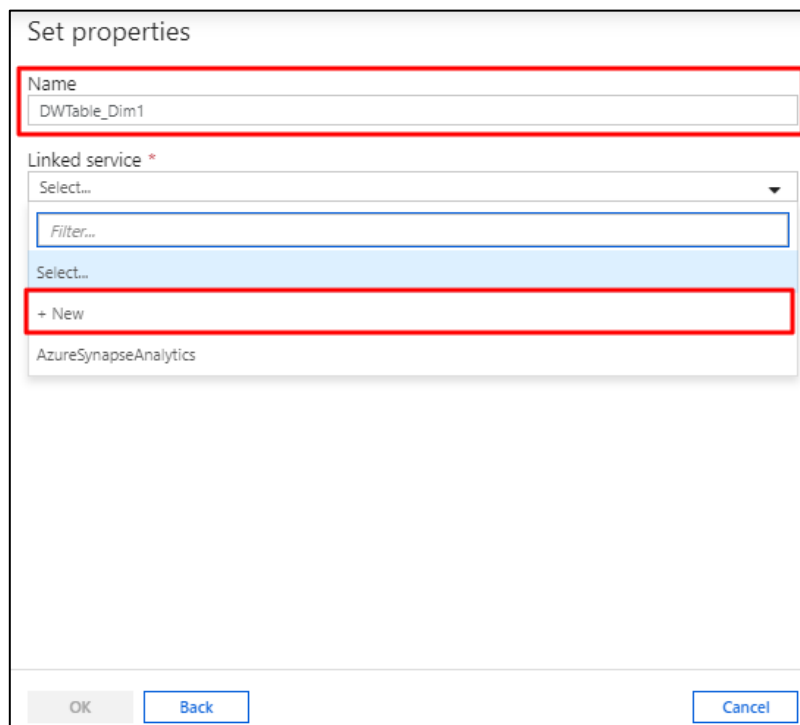 Set properties
Name
DWTable_Dim1
Linked service *
Select...
Filter...
Select...
+ New
AzureSynapseAnalytics
OK Back Cancel